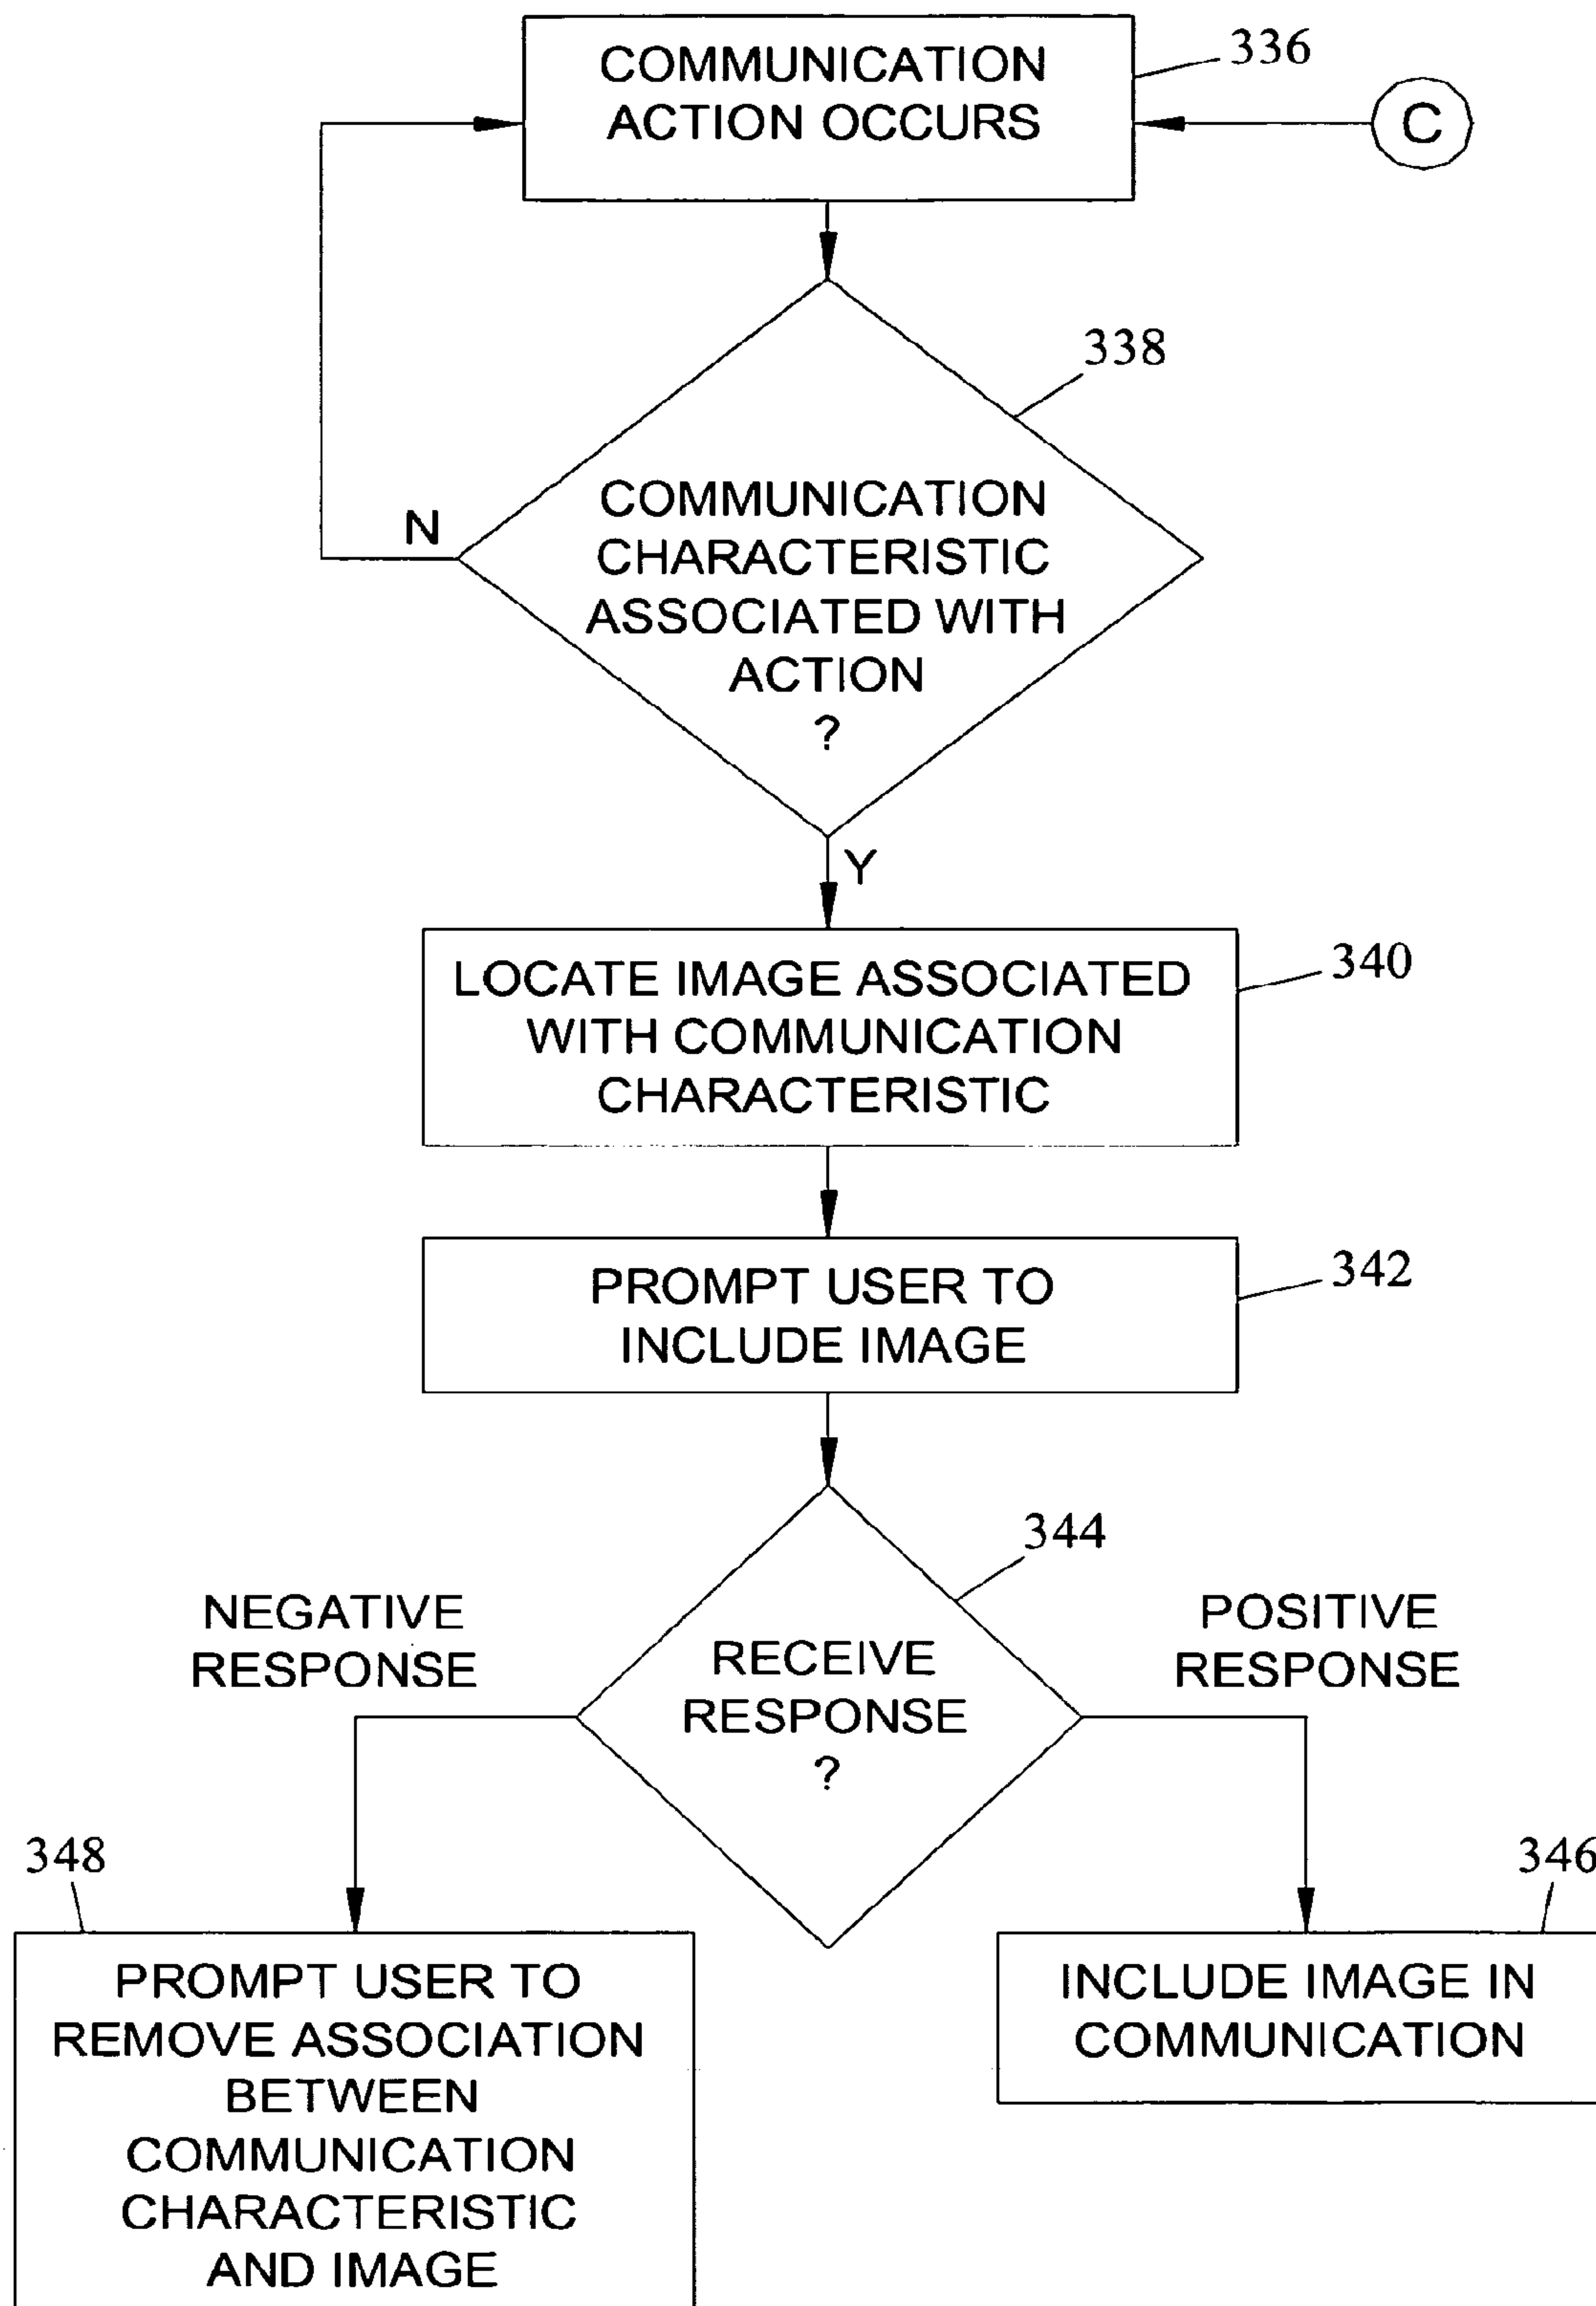 COMMUNICATION
ACTION OCCURS
336
C
338
COMMUNICATION
CHARACTERISTIC
ASSOCIATED WITH
ACTION
?
N
Y
LOCATE IMAGE ASSOCIATED
WITH COMMUNICATION
CHARACTERISTIC
340
PROMPT USER TO
INCLUDE IMAGE
342
344
NEGATIVE
RESPONSE
RECEIVE
RESPONSE
?
POSITIVE
RESPONSE
348
PROMPT USER TO
REMOVE ASSOCIATION
BETWEEN
COMMUNICATION
CHARACTERISTIC
AND IMAGE
346
INCLUDE IMAGE IN
COMMUNICATION